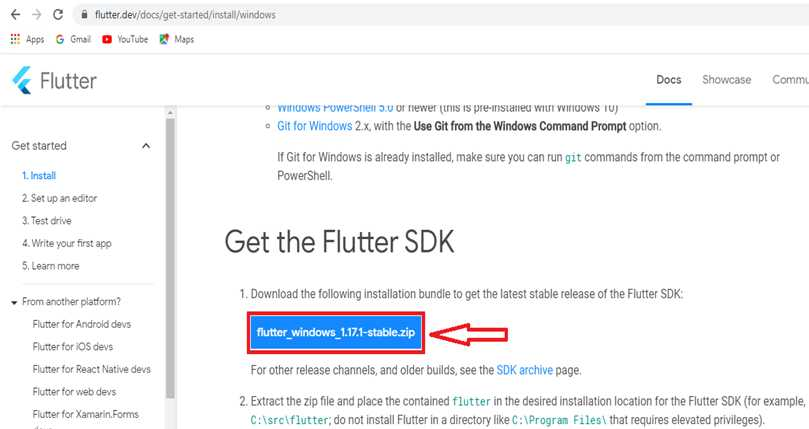 flutter.dev/docs/get-started/install/windows
Apps Gmail YouTube Maps
Flutter Docs Showcase Commu
Windows PowerShell 5.0 or newer (this is pre-installed with Windows 10)
Git for Windows 2.x, with the Use Git from the Windows Command Prompt option.
If Git for Windows is already installed, make sure you can run git commands from the command prompt or
PowerShell.
Get started
1. Install
2. Set up an editor
3. Test drive
4. Write your first app
5. Learn more
From another platform?
Flutter for Android devs
Flutter for iOS devs
Flutter for React Native devs
Flutter for web devs
Flutter for Xamarin.Forms
Get the Flutter SDK
1. Download the following installation bundle to get the latest stable release of the Flutter SDK:
flutter_windows_1.17.1-stable.zip
For other release channels, and older builds, see the SDK archive page.
2. Extract the zip file and place the contained flutter in the desired installation location for the Flutter SDK (for example,
C:\src\flutter; do not install Flutter in a directory like C:\Program Files\ that requires elevated privileges).